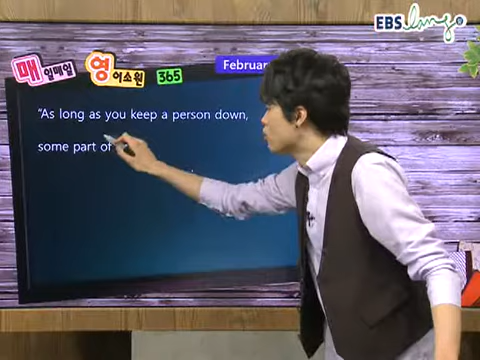 EBSlang
매일매일
영어소원 365
Februar
"As long as you keep a person down,
some part of